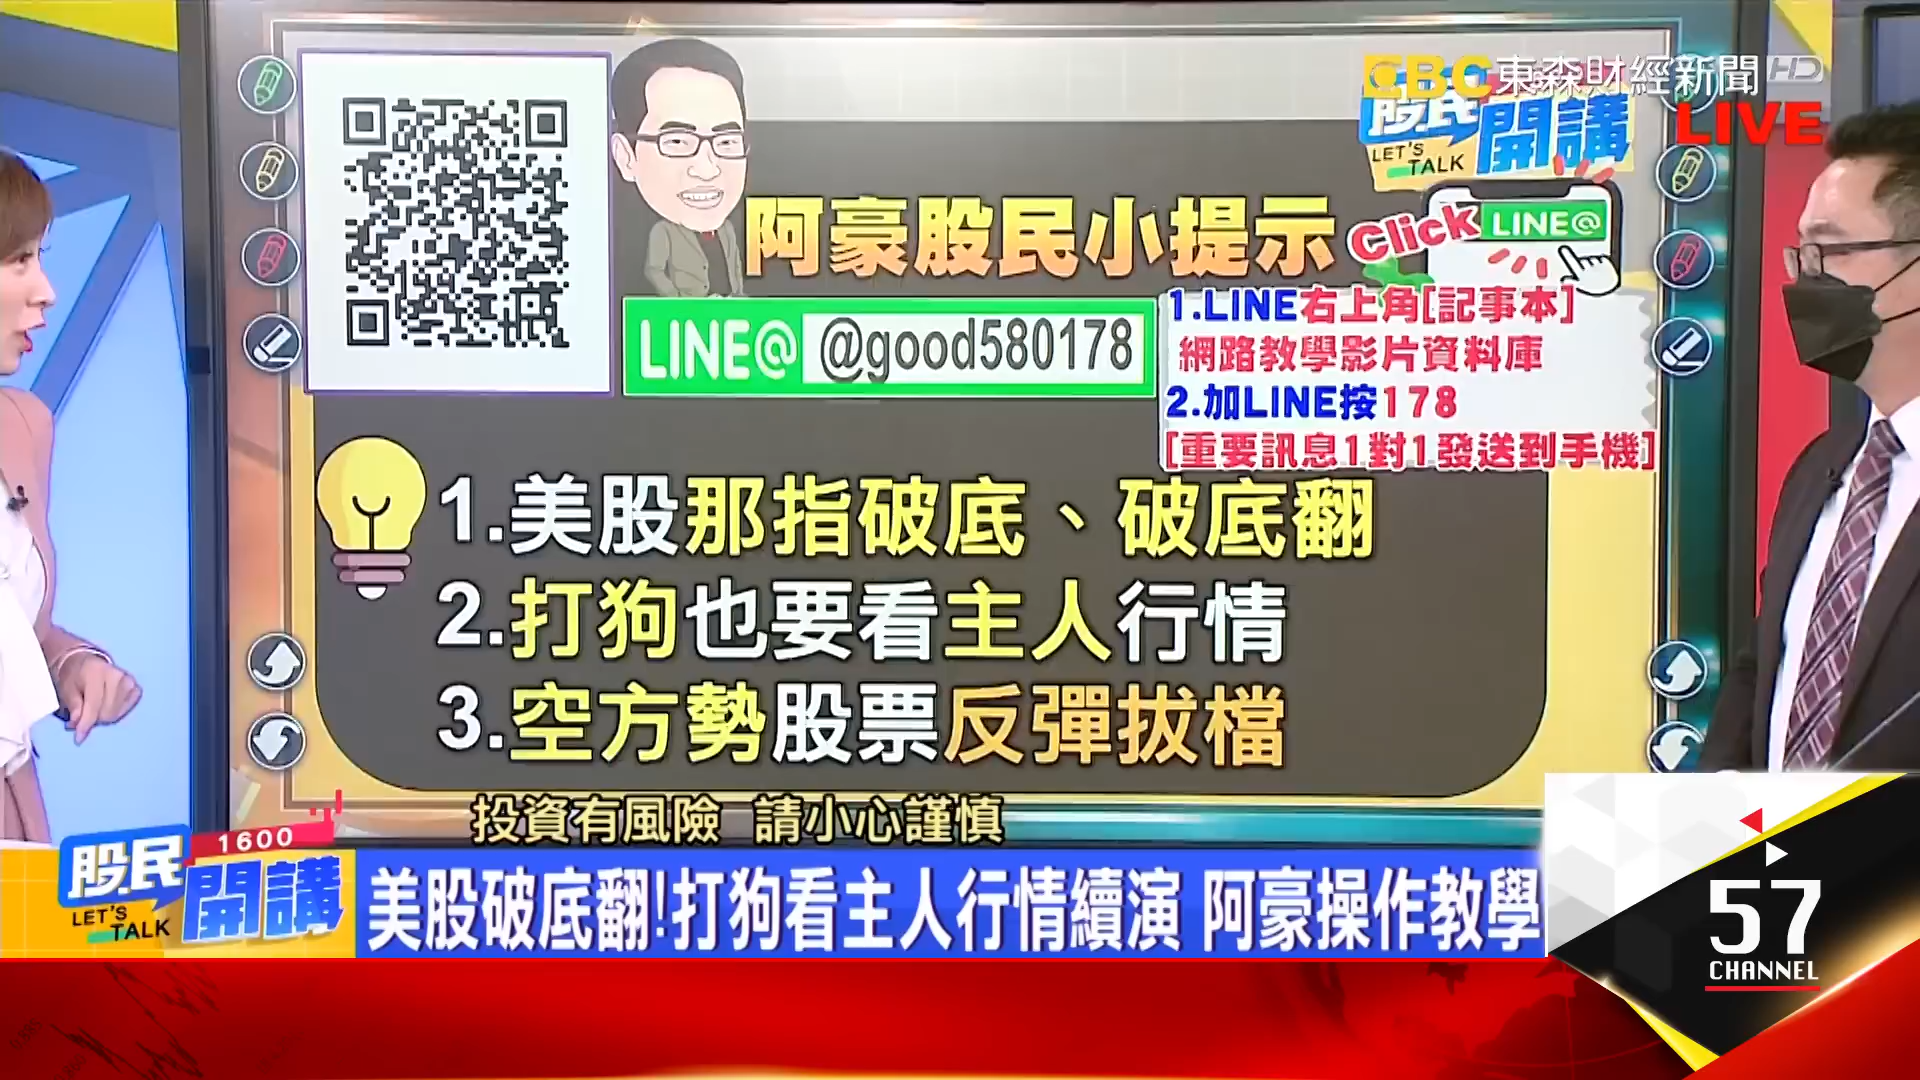 EBC東森財經新聞HD
LIVE
股民開講
LET'S TALK
阿豪股民小提示
Click LINE@
LINE@ @good580178
1.LINE右上角[記事本]
網路教學影片資料庫
2.加LINE按178
[重要訊息1對1發送到手機]
1.美股那指破底、破底翻
2.打狗也要看主人行情
3.空方勢股票反彈拔檔
投資有風險 請小心謹慎
1600
股民開講
LET'S TALK
美股破底翻!打狗看主人行情續演 阿豪操作教學
57
CHANNEL